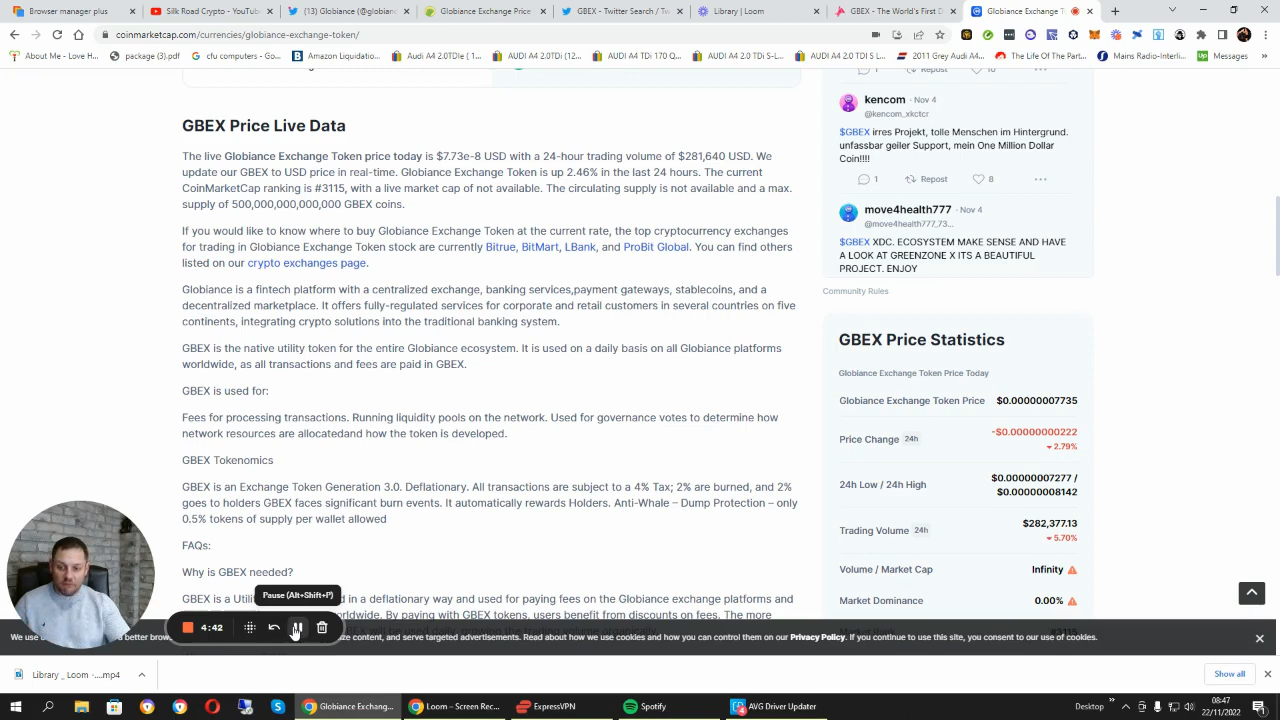 Browser manager plus
Silk Road Crypto - YouTub
(13) Globiance (@globian
Globiance Exchange Price
GBEX - Twitter Search / Tw
Library | Loom
GBEX - The World's First D
Globiance Exchange T
coinmarketcap.com/currencies/globiance-exchange-token/
About Me - Love H...
package (3).pdf
cfu computers - Go...
Amazon Liquidatio...
Audi A4 2.0TDIe [ 1...
AUDI A4 2.0TDi (12...
AUDI A4 TDi 170 Q...
AUDI A4 2.0 TDi S-L...
AUDI A4 2.0TDI S L...
2011 Grey Audi A4...
The Life Of The Part...
Mains Radio-Interli...
Messages
1
Repost
10
kencom · Nov 4
@kencom_xkctcr
$GBEX irres Projekt, tolle Menschen im Hintergrund.
unfassbar geiler Support, mein One Million Dollar
Coin!!!!
1
Repost
8
move4health777 · Nov 4
@move4health777_73...
$GBEX XDC. ECOSYSTEM MAKE SENSE AND HAVE
A LOOK AT GREENZONE X ITS A BEAUTIFUL
PROJECT. ENJOY
Community Rules
GBEX Price Live Data
The live Globiance Exchange Token price today is $7.73e-8 USD with a 24-hour trading volume of $281,640 USD. We
update our GBEX to USD price in real-time. Globiance Exchange Token is up 2.46% in the last 24 hours. The current
CoinMarketCap ranking is #3115, with a live market cap of not available. The circulating supply is not available and a max.
supply of 500,000,000,000,000 GBEX coins.
If you would like to know where to buy Globiance Exchange Token at the current rate, the top cryptocurrency exchanges
for trading in Globiance Exchange Token stock are currently Bitrue, BitMart, LBank, and ProBit Global. You can find others
listed on our crypto exchanges page.
Globiance is a fintech platform with a centralized exchange, banking services,payment gateways, stablecoins, and a
decentralized marketplace. It offers fully-regulated services for corporate and retail customers in several countries on five
continents, integrating crypto solutions into the traditional banking system.
GBEX is the native utility token for the entire Globiance ecosystem. It is used on a daily basis on all Globiance platforms
worldwide, as all transactions and fees are paid in GBEX.
GBEX is used for:
Fees for processing transactions. Running liquidity pools on the network. Used for governance votes to determine how
network resources are allocatedand how the token is developed.
GBEX Tokenomics
GBEX is an Exchange Token Generation 3.0. Deflationary. All transactions are subject to a 4% Tax; 2% are burned, and 2%
goes to holders GBEX faces significant burn events. It automatically rewards Holders. Anti-Whale – Dump Protection – only
0.5% tokens of supply per wallet allowed
FAQs:
Why is GBEX needed?
GBEX is a Utili
d in a deflationary way and used for paying fees on the Globiance exchange platforms and
orldwide. By paying with GBEX tokens, users benefit from discounts on fees. The more
GBEX Price Statistics
Globiance Exchange Token Price Today
Globiance Exchange Token Price $0.00000007735
Price Change 24h
-$0.00000000222
2.79%
24h Low / 24h High
$0.00000007277 /
$0.00000008142
Trading Volume 24h
$282,377.13
5.70%
Volume / Market Cap
Infinity
Market Dominance
0.00%
#3115
Pause (Alt+Shift+P)
4:42
We use
a better brow
ize content, and serve targeted advertisements. Read about how we use cookies and how you can control them on our Privacy Policy. If you continue to use this site, you consent to our use of cookies.
Library _ Loom -....mp4
Show all
Globiance Exchang...
Loom – Screen Rec...
ExpressVPN
Spotify
AVG Driver Updater
4
Desktop
08:47
22/11/2022
1